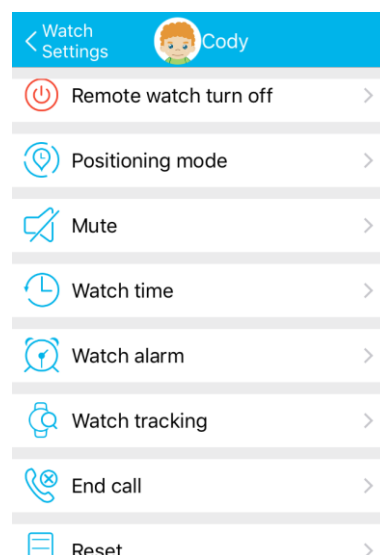 Watch
Settings
Cody
Remote watch turn off
Positioning mode
Mute
Watch time
Watch alarm
Watch tracking
End call
Reset